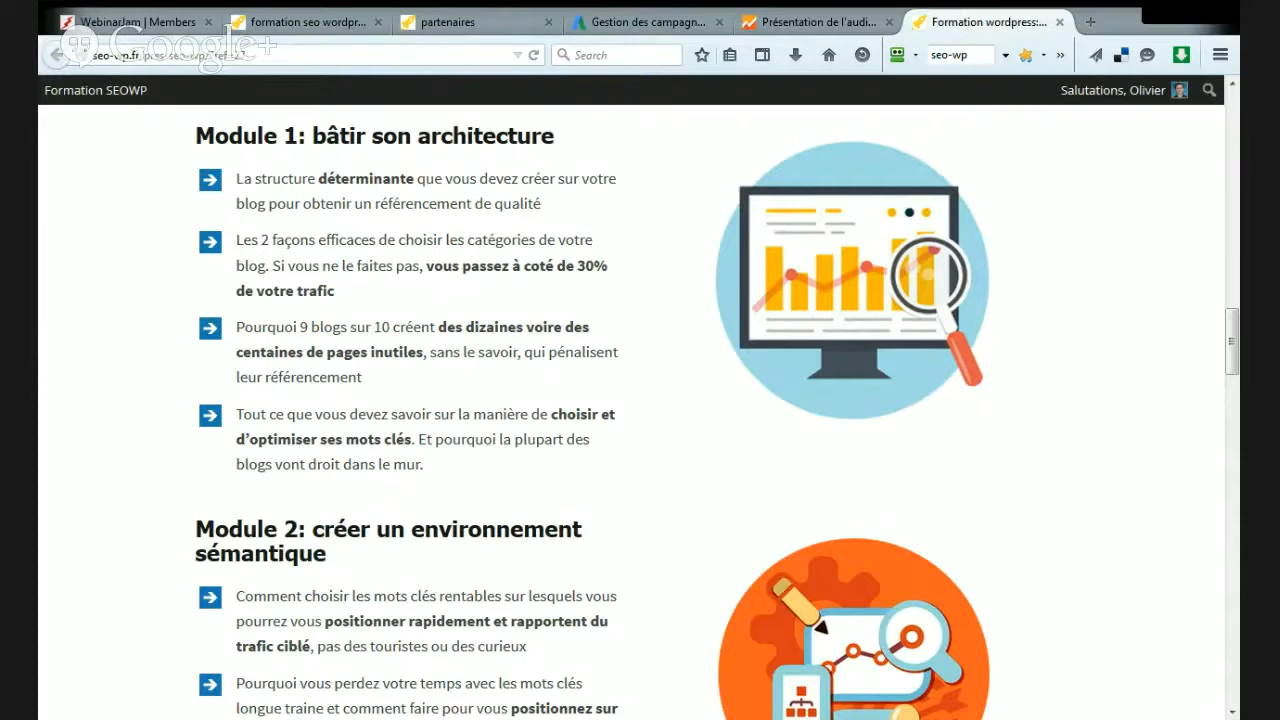 Webinarjam | Members
formation seo wordpr...
partenaires
Gestion des campagn...
Présentation de l'audi...
Formation wordpress:...
Google+
Search
seo-wp
Formation SEOWP
Salutations, Olivier
Module 1: bâtir son architecture
La structure déterminante que vous devez créer sur votre
blog pour obtenir un référencement de qualité
Les 2 façons efficaces de choisir les catégories de votre
blog. Si vous ne le faites pas, vous passez à coté de 30%
de votre trafic
Pourquoi 9 blogs sur 10 créent des dizaines voire des
centaines de pages inutiles, sans le savoir, qui pénalisent
leur référencement
Tout ce que vous devez savoir sur la manière de choisir et
d’optimiser ses mots clés. Et pourquoi la plupart des
blogs vont droit dans le mur.
Module 2: créer un environnement
sémantique
Comment choisir les mots clés rentables sur lesquels vous
pourrez vous positionner rapidement et rapportent du
trafic ciblé, pas des touristes ou des curieux
Pourquoi vous perdez votre temps avec les mots clés
longue traine et comment faire pour vous positionnez sur